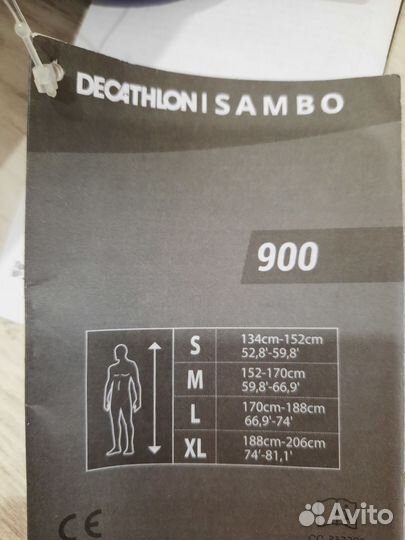 DECATHLON | SAMBO
900
S 134cm-152cm
52,8'-59,8'
M 152-170cm
59,8'-66,9'
L 170cm-188cm
66,9'-74'
XL 188cm-206cm
74'-81,1'
CE
Avito